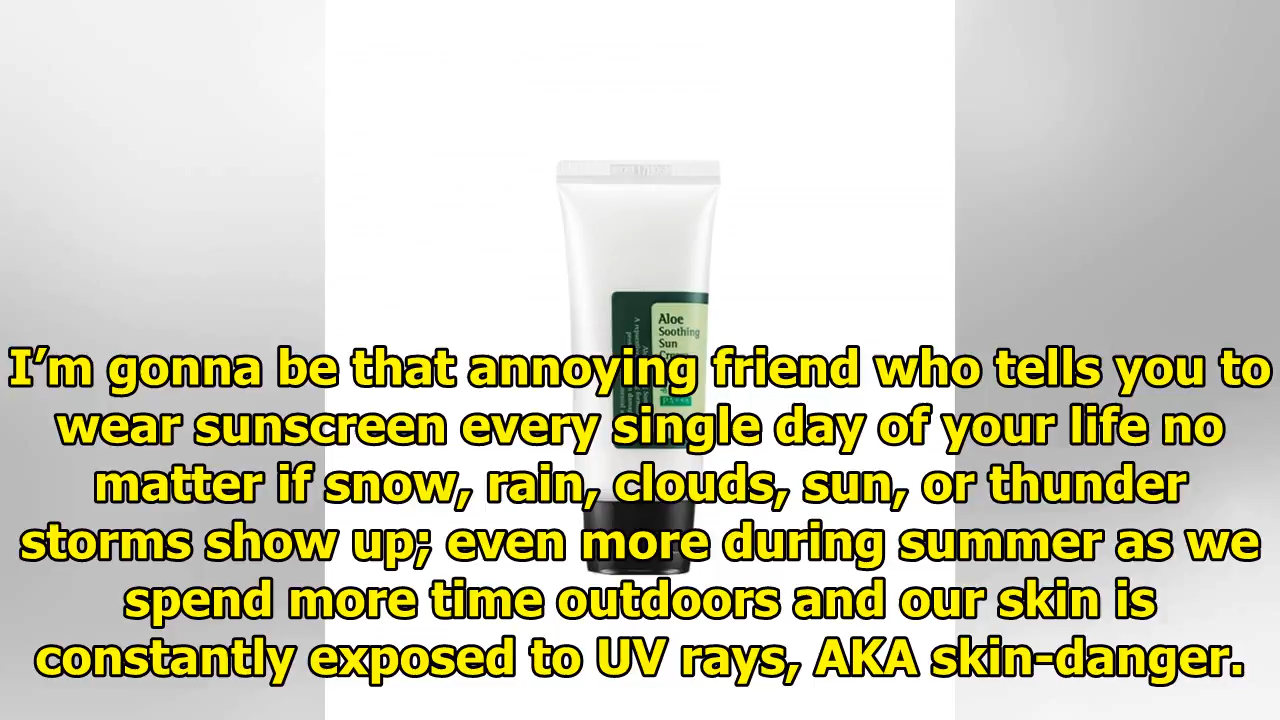 Aloe
Soothing
Sun
I’m gonna be that annoying friend who tells you to
wear sunscreen every single day of your life no
matter if snow, rain, clouds, sun, or thunder
storms show up; even more during summer as we
spend more time outdoors and our skin is
constantly exposed to UV rays, AKA skin-danger.